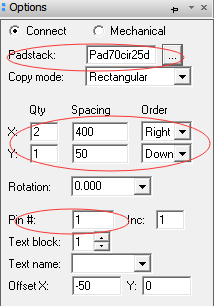 Options
Connect Mechanical
Padstack: Pad70cir25d ...
Copy mode: Rectangular
Qty Spacing Order
X: 2 400 Right
Y: 1 50 Down
Rotation: 0.000
Pin #: 1 Inc: 1
Text block: 1
Text name:
Offset X: -50 Y: 0